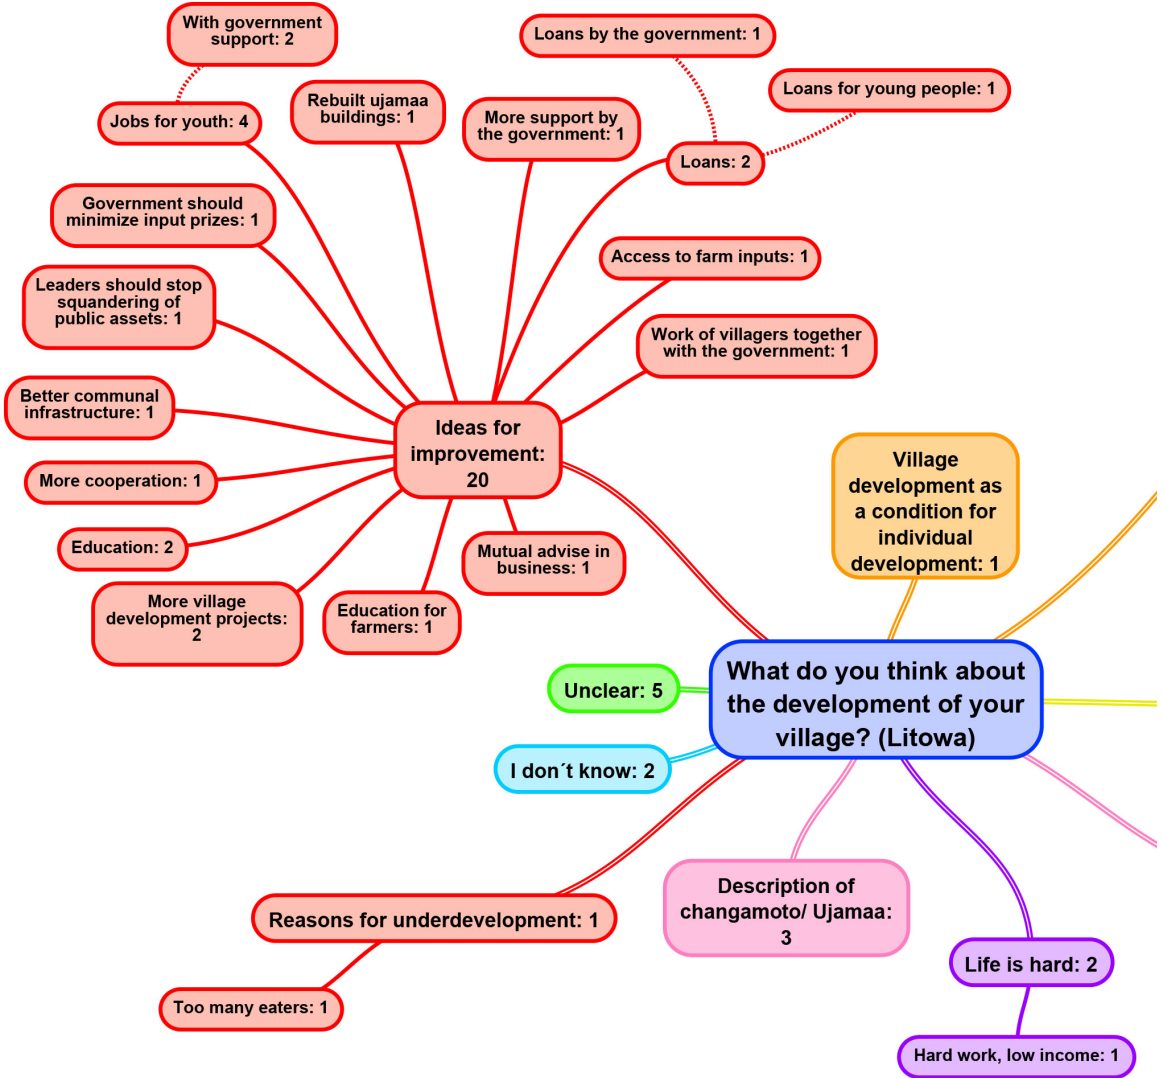 With government
support: 2
Loans by the government: 1
Loans for young people: 1
Jobs for youth: 4
Rebuilt ujamaa
buildings: 1
More support by
the government: 1
Loans: 2
Government should
minimize input prizes: 1
Access to farm inputs: 1
Leaders should stop
squandering of
public assets: 1
Work of villagers together
with the government: 1
Better communal
infrastructure: 1
Ideas for
improvement:
20
More cooperation: 1
Education: 2
Mutual advise in
business: 1
More village
development projects:
2
Education for
farmers: 1
Village
development as
a condition for
individual
development: 1
What do you think about
the development of your
village? (Litowa)
Unclear: 5
I don´t know: 2
Reasons for underdevelopment: 1
Too many eaters: 1
Description of
changamoto/ Ujamaa:
3
Life is hard: 2
Hard work, low income: 1